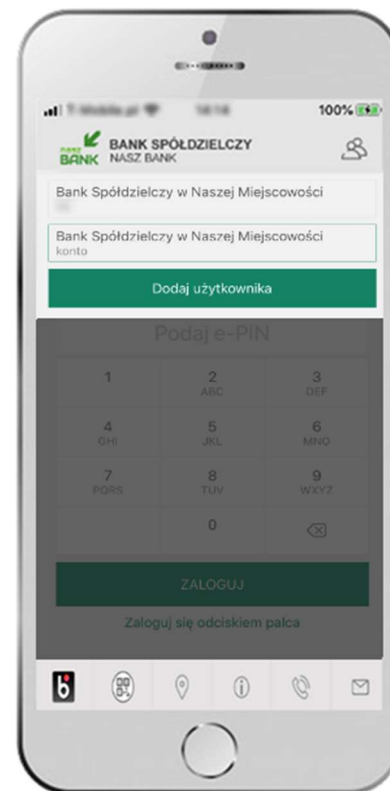 100%
nasz BANK
BANK SPÓŁDZIELCZY
NASZ BANK
Bank Spółdzielczy w Naszej Miejscowości
Bank Spółdzielczy w Naszej Miejscowości
konto
Dodaj użytkownika
Podaj e-PIN
1 2 3
ABC DEF
4 5 6
GHI JKL MNO
7 8 9
PQRS TUV WXYZ
0
ZALOGUJ
Zaloguj się odciskiem palca